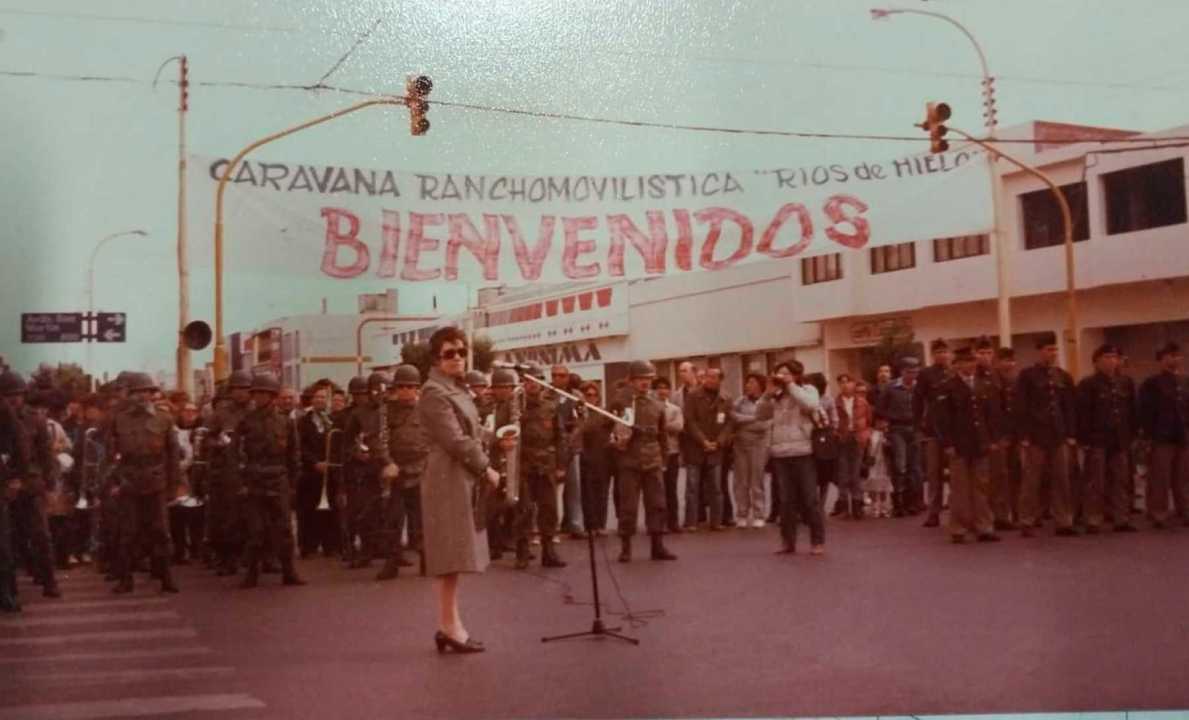 CARAVANA RANCHOMOVILISTICA "RIOS de HIELO"
BIENVENIDOS